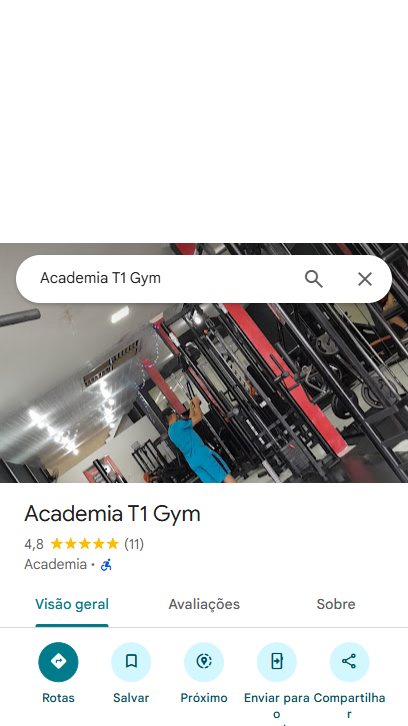 Academia T1 Gym
Academia T1 Gym
4,8 (11)
Academia ·
Visão geral Avaliações Sobre
Rotas Salvar Próximo Enviar para o Compartilhar